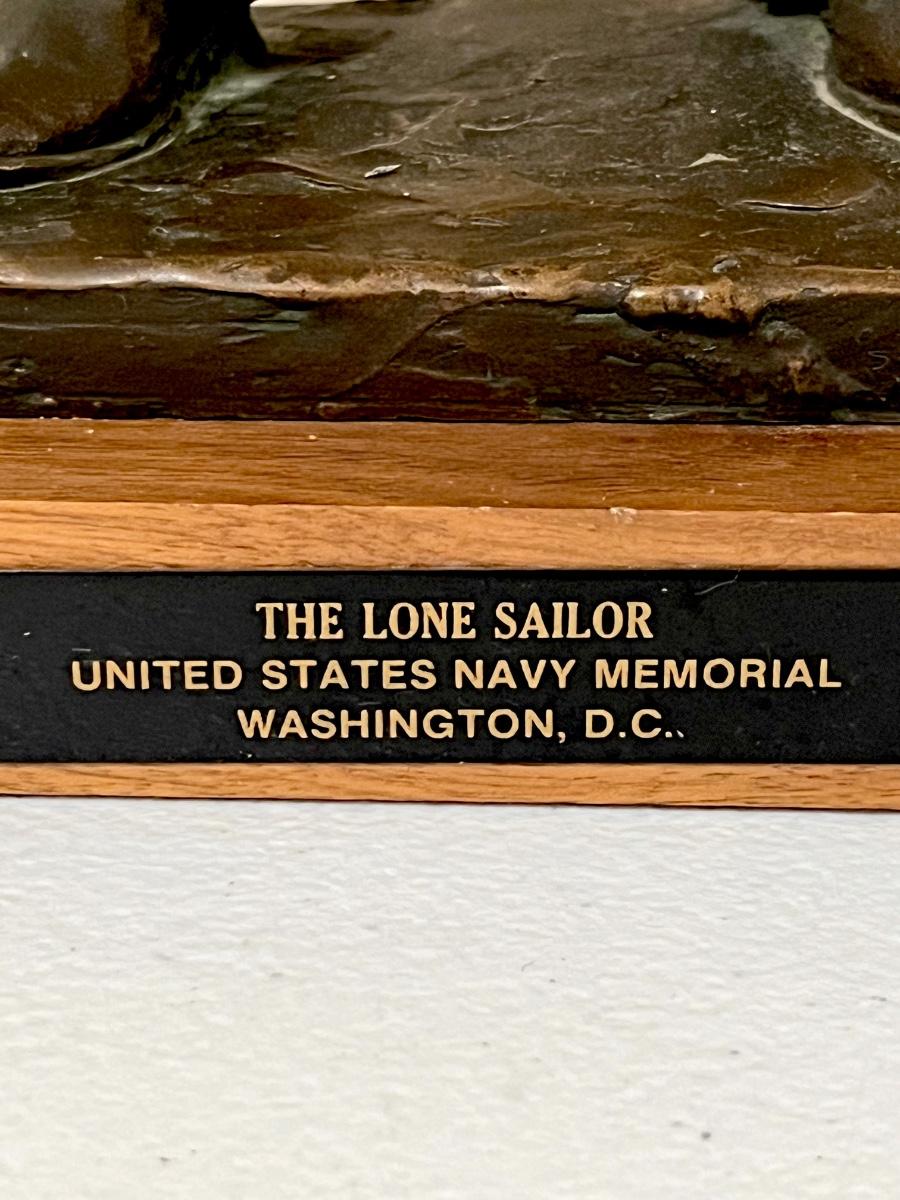 THE LONE SAILOR
UNITED STATES NAVY MEMORIAL
WASHINGTON, D.C.